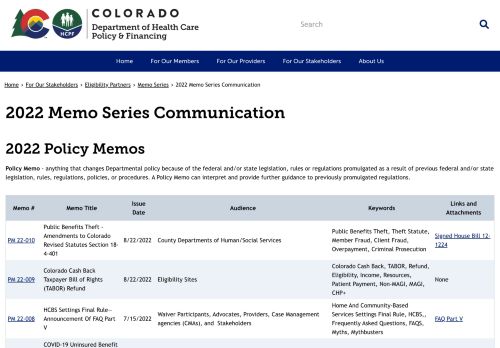 COLORADO
Department of Health Care
Policy & Financing
HCPF
Search
Home
For Our Members
For Our Providers
For Our Stakeholders
About Us
Home › For Our Stakeholders › Eligibility Partners › Memo Series › 2022 Memo Series Communication
2022 Memo Series Communication
2022 Policy Memos
Policy Memo - anything that changes Departmental policy because of the federal and/or state legislation, rules or regulations promulgated as a result of previous federal and/or state
legislation, rules, regulations, policies, or procedures. A Policy Memo can interpret and provide further guidance to previously promulgated regulations.
Memo # Memo Title Issue Date Audience Keywords Links and Attachments
PM 22-010
Public Benefits Theft -
Amendments to Colorado
Revised Statutes Section 18-
4-401
8/22/2022
County Departments of Human/Social Services
Public Benefits Theft, Theft Statute,
Member Fraud, Client Fraud,
Overpayment, Criminal Prosecution
Signed House Bill 12-
1224
PM 22-009
Colorado Cash Back
Taxpayer Bill of Rights
(TABOR) Refund
8/22/2022
Eligibility Sites
Colorado Cash Back, TABOR, Refund,
Eligibility, Income, Resources,
Patient Payment, Non-MAGI, MAGI,
CHP+
None
PM 22-008
HCBS Settings Final Rule—
Announcement Of FAQ Part
V
7/15/2022
Waiver Participants, Advocates, Providers, Case Management
agencies (CMAs), and Stakeholders
Home And Community-Based
Services Settings Final Rule, HCBS,,
Frequently Asked Questions, FAQS,
Myths, Mythbusters
FAQ Part V
COVID-19 Uninsured Benefit